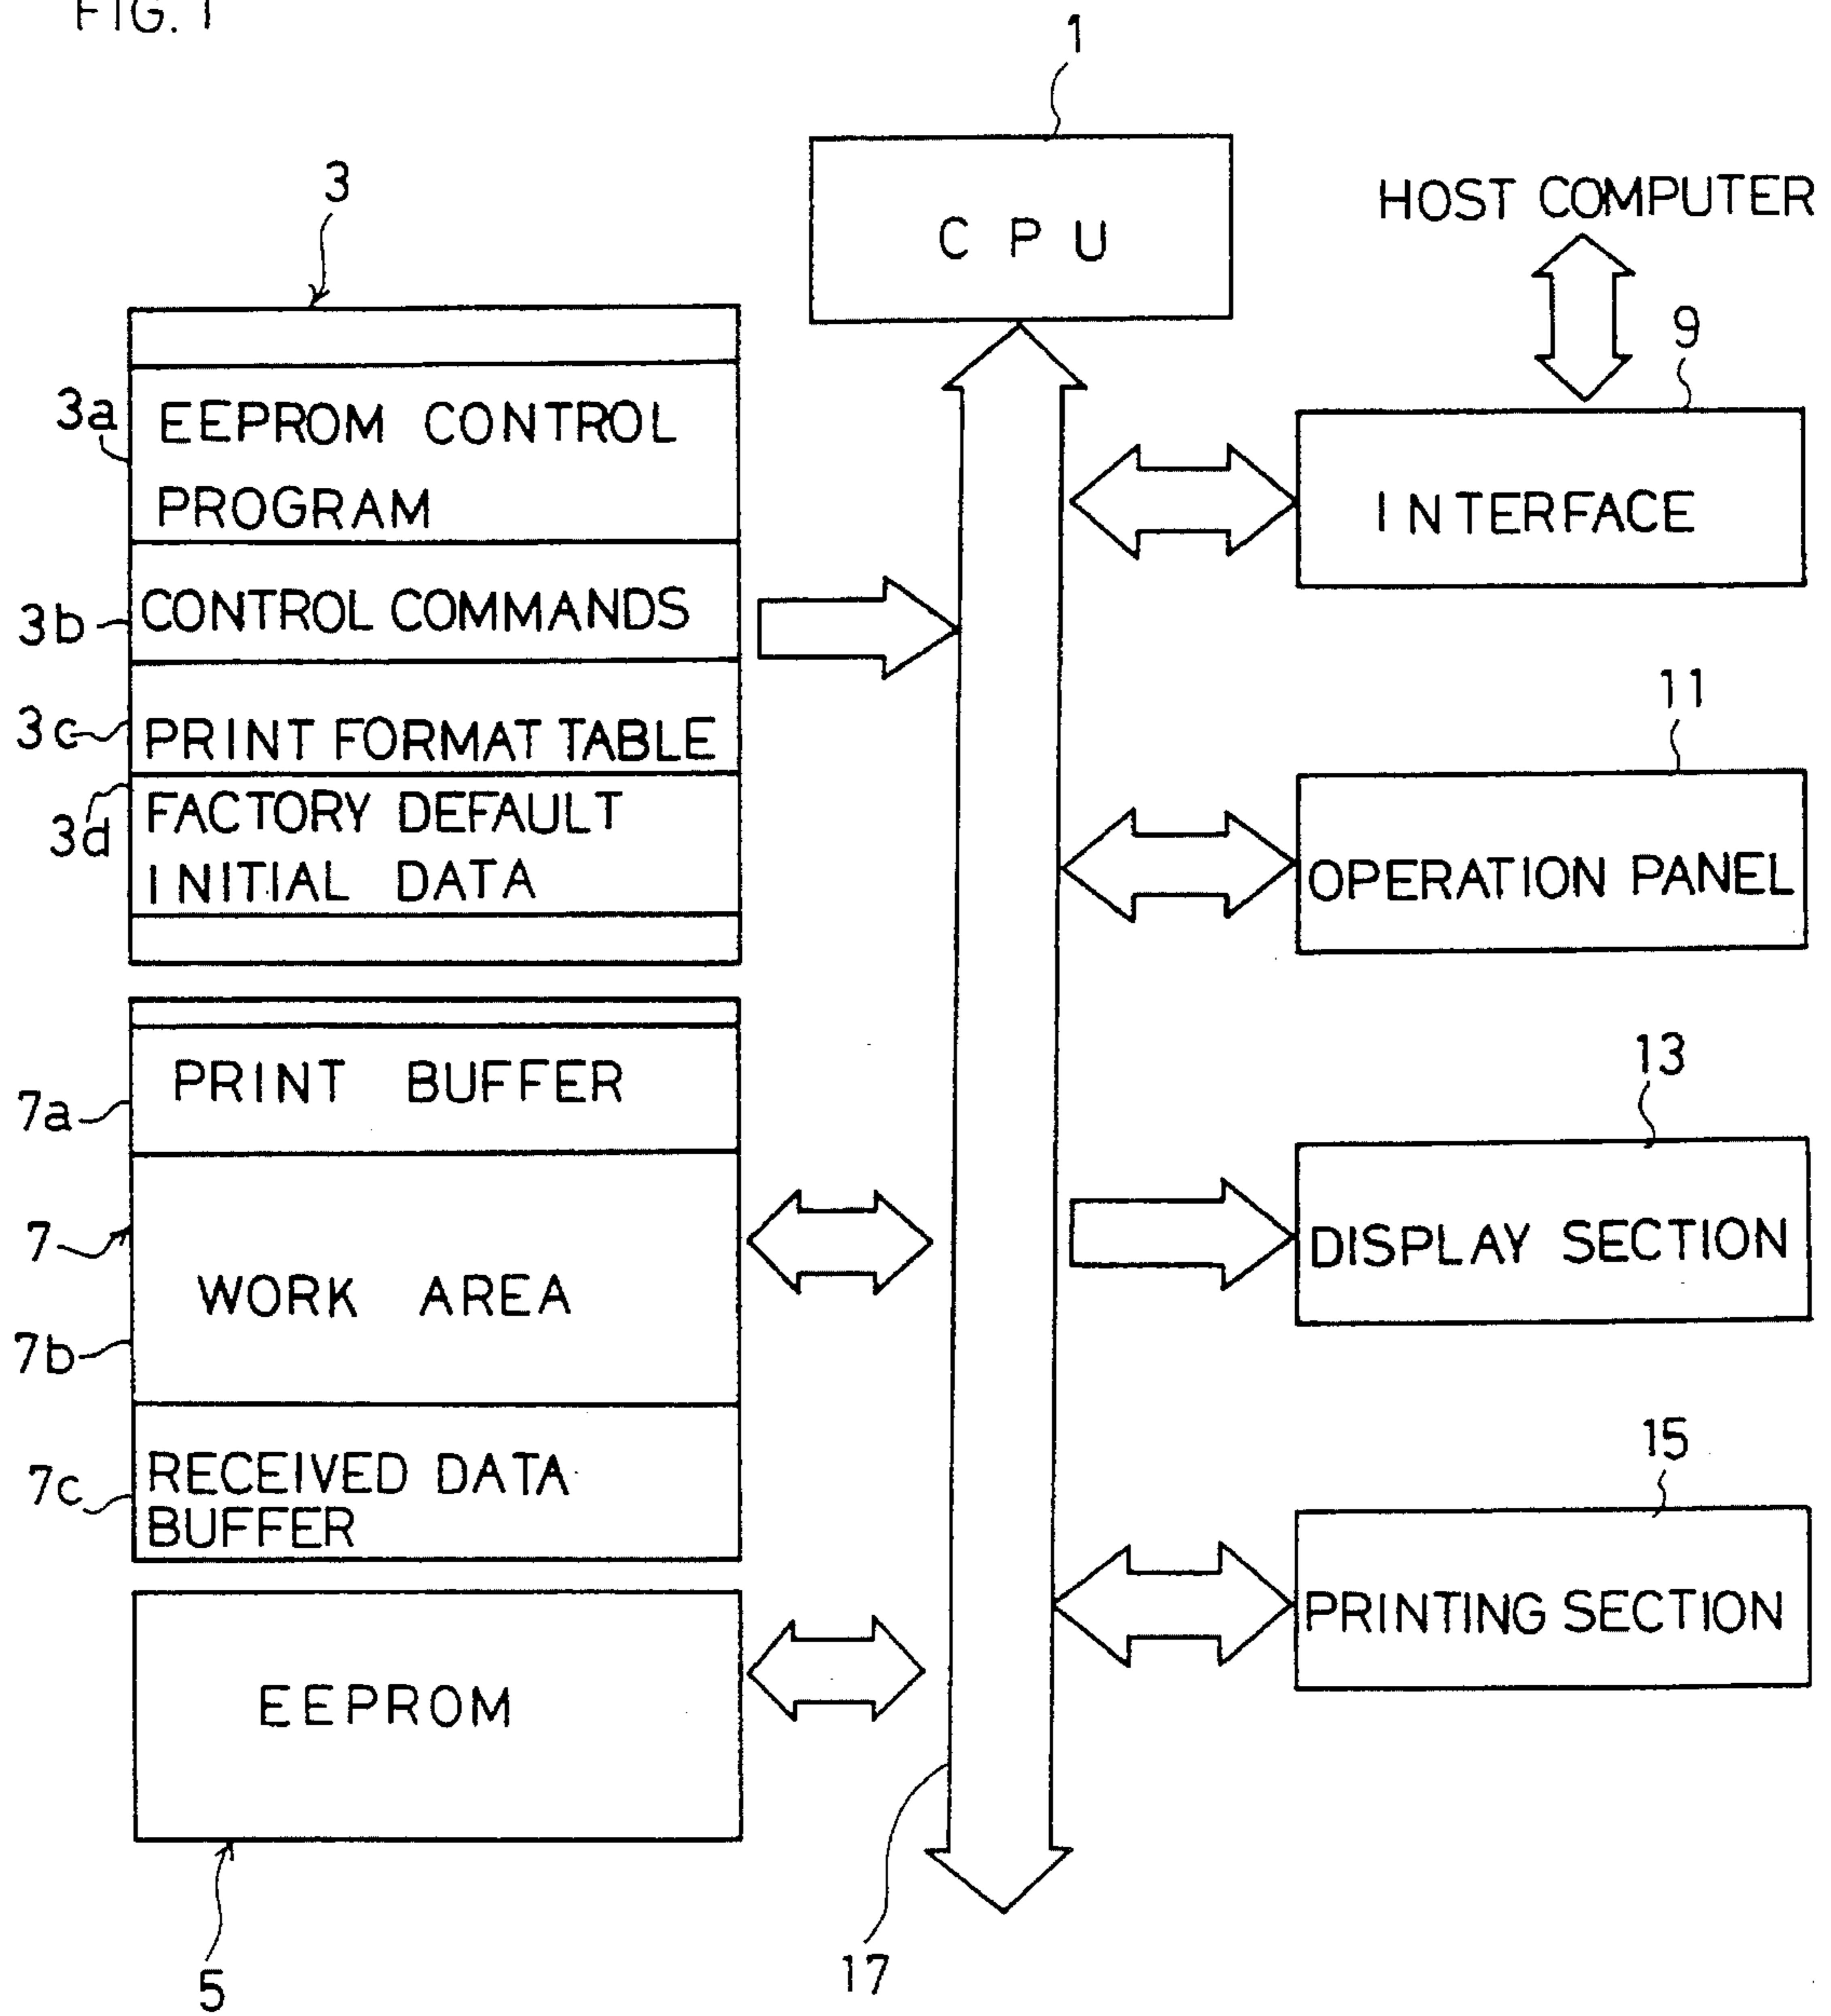 FIG. 1
1
CPU
HOST COMPUTER
3
3a
EEPROM CONTROL
PROGRAM
3b
CONTROL COMMANDS
3c
PRINT FORMAT TABLE
3d
FACTORY DEFAULT
INITIAL DATA
9
INTERFACE
11
OPERATION PANEL
7a
PRINT BUFFER
7
WORK AREA
7b
7c
RECEIVED DATA
BUFFER
13
DISPLAY SECTION
15
PRINTING SECTION
EEPROM
5
17